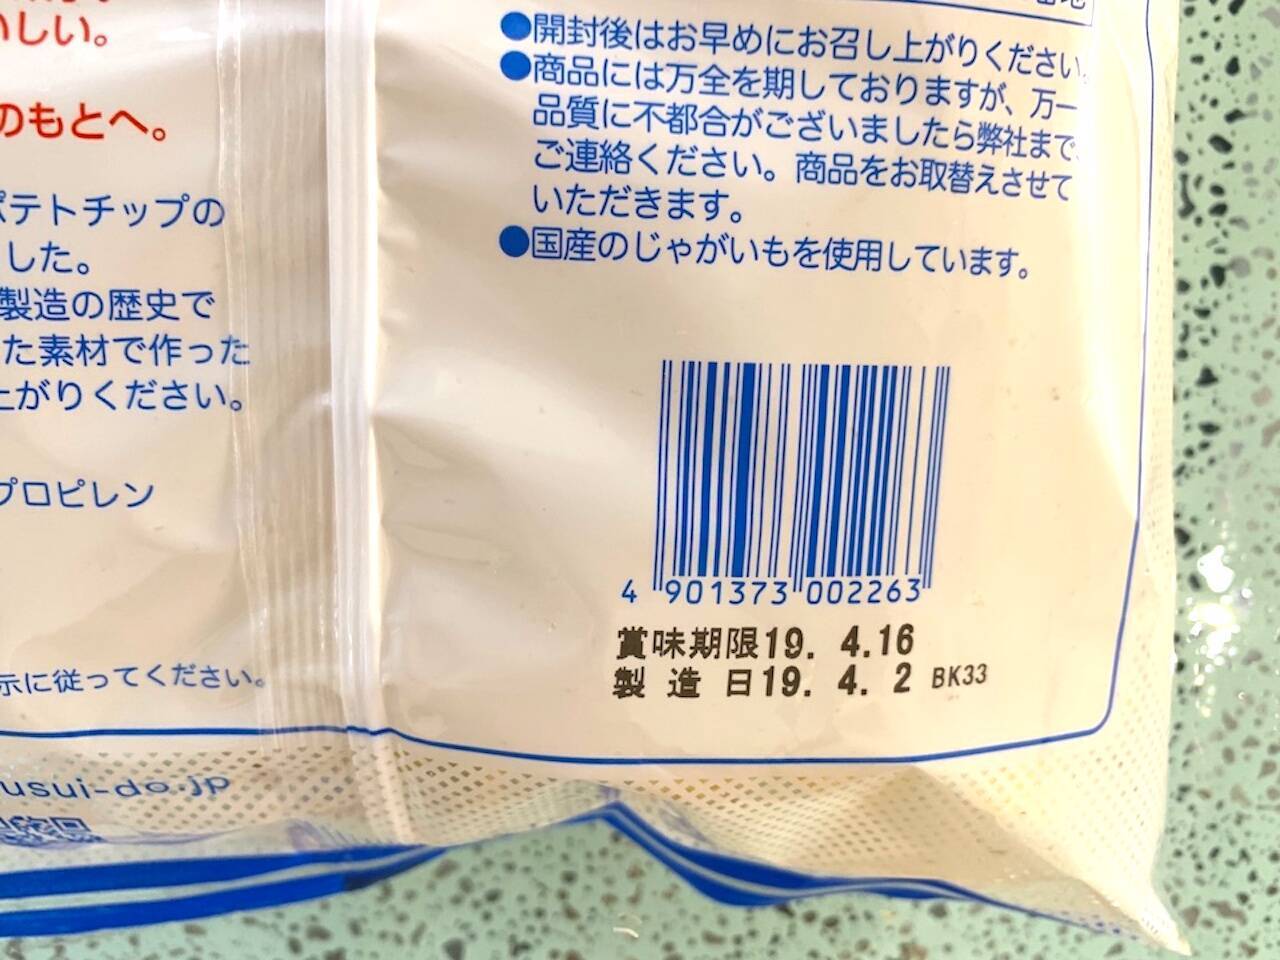 いしい。
のもとへ。
ポテトチップの
した。
製造の歴史で
た素材で作った
上がりください。
プロピレン
示に従ってください。
usui-do.jp
●開封後はお早めにお召し上がりください。
●商品には万全を期しておりますが、万一
品質に不都合がございましたら弊社まで
ご連絡ください。商品をお取替えさせて
いただきます。
●国産のじゃがいもを使用しています。
4 901373 002263
賞味期限19. 4.16
製 造 日19. 4. 2 BK33